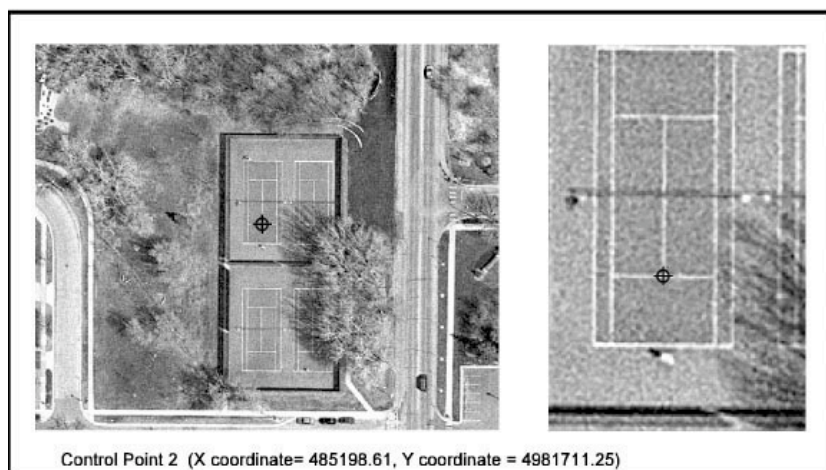 Control Point 2 (X coordinate= 485198.61, Y coordinate = 4981711.25)